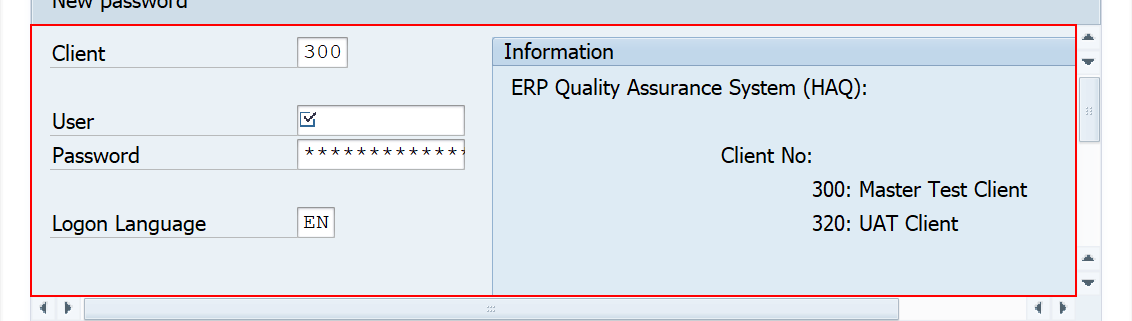 New password
Client 300
Information
ERP Quality Assurance System (HAQ):
User
Password *************
Client No:
300: Master Test Client
Logon Language EN
320: UAT Client